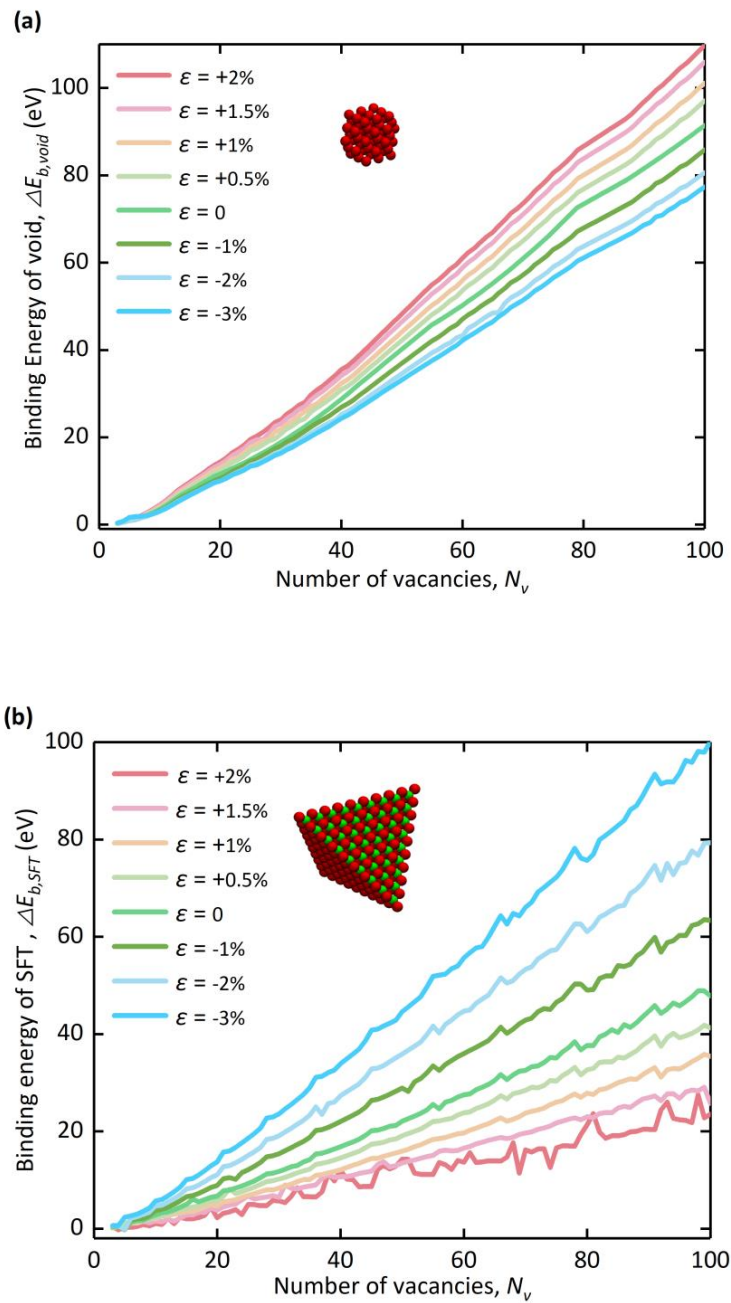 (a)
Binding Energy of void, ΔE_b,void (eV)
100
80
60
40
20
0
ε = +2%
ε = +1.5%
ε = +1%
ε = +0.5%
ε = 0
ε = -1%
ε = -2%
ε = -3%
0 20 40 60 80 100
Number of vacancies, N_v
(b)
Binding energy of SFT , ΔE_b,SFT (eV)
100
80
60
40
20
0
ε = +2%
ε = +1.5%
ε = +1%
ε = +0.5%
ε = 0
ε = -1%
ε = -2%
ε = -3%
0 20 40 60 80 100
Number of vacancies, N_v